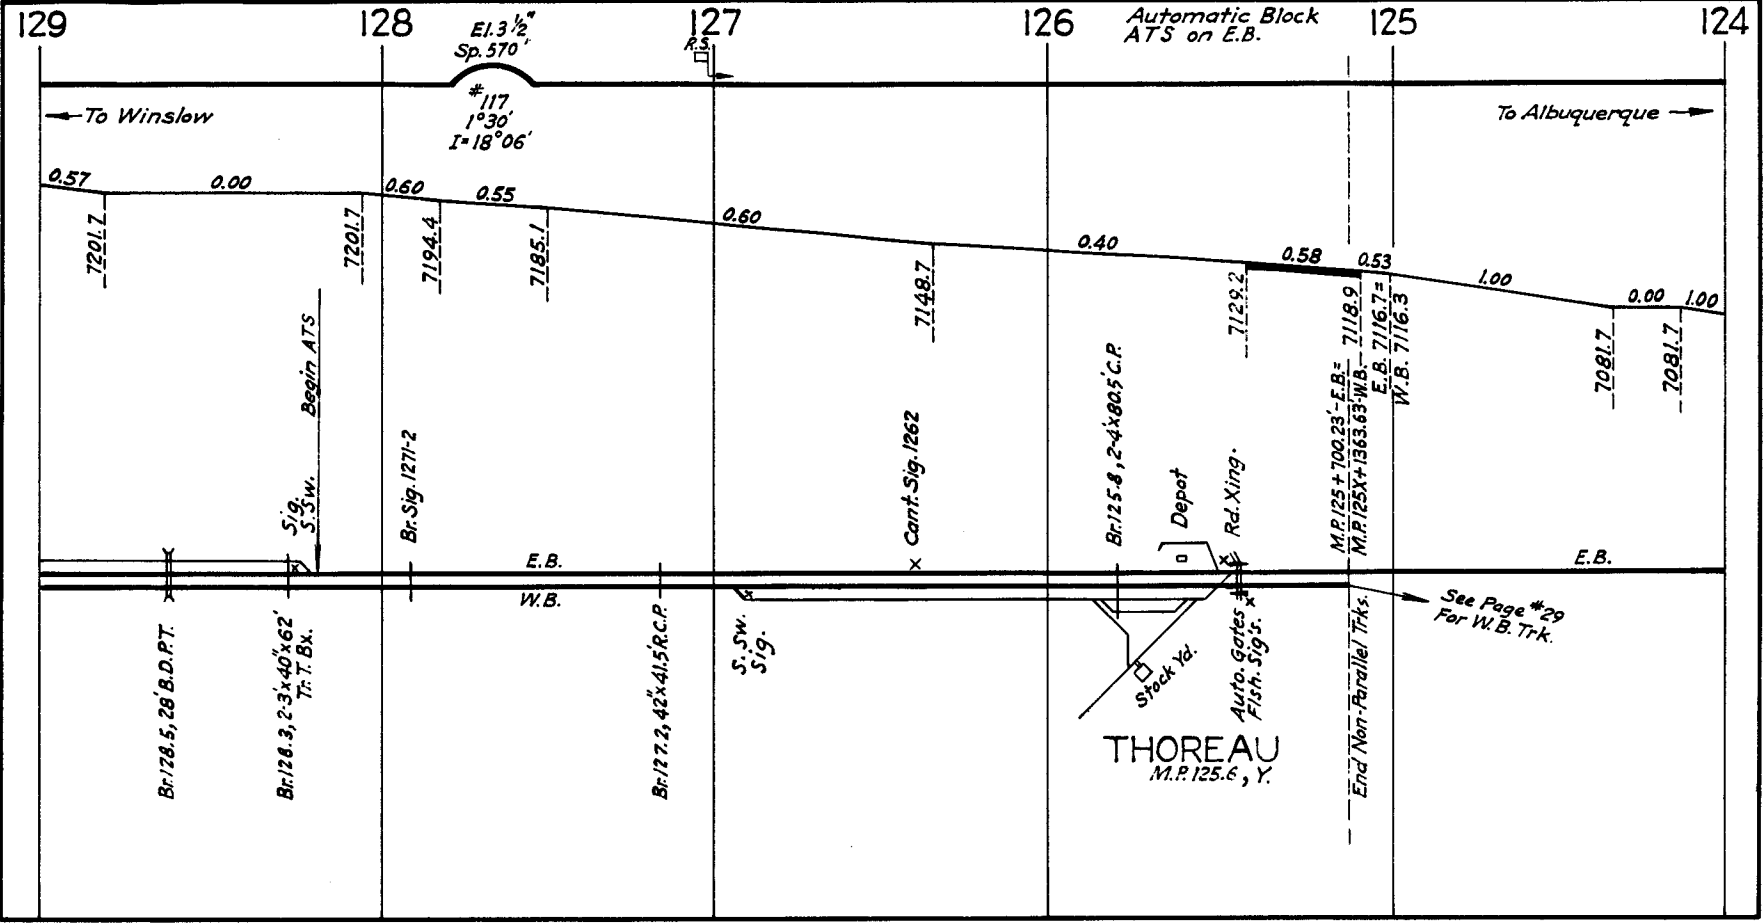 129
128
127
126
125
124
El. 3 ½"
Sp. 570'
R.S.
Automatic Block
ATS on E.B.
To Winslow
#117
1°30'
I=18°06'
To Albuquerque
0.57
0.00
0.60
0.55
0.60
0.40
0.58
0.53
1.00
0.00
1.00
7201.7
7201.7
7194.4
7185.1
7148.7
7129.2
7118.9
E.B. 7116.7=
W.B. 7116.3
7081.7
7081.7
Begin ATS
Sig.
S. Sw.
Br. Sig. 1271-2
Cant. Sig. 1262
Br. 125.8, 2-4'x80.5' C.P.
Depot
Rd. Xing.
M.P. 125+700.23'-E.B.=
M.P. 125X+1363.63'-W.B.
E.B.
E.B.
W.B.
See Page #29
For W.B. Trk.
Br. 128.5, 28' B.D.P.T.
Br. 128.3, 2-3'x40"x62'
Tr. T. Bx.
Br. 127.2, 42"x41.5' R.C.P.
S. Sw.
Sig.
Stock Yd.
Auto. Gates
Flsh. Sig's.
End Non-Parallel Trks.
THOREAU
M.P. 125.6, Y.